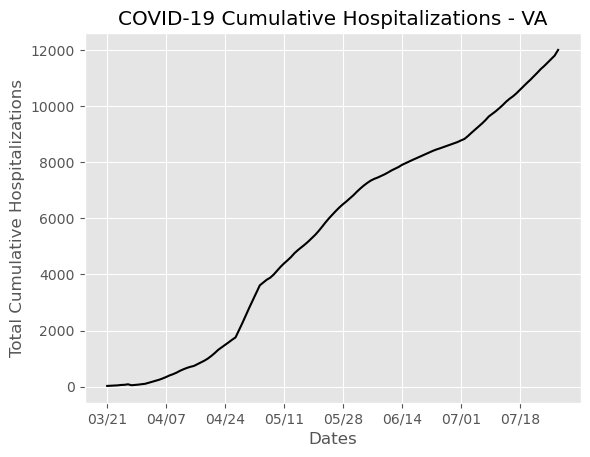 COVID-19 Cumulative Hospitalizations - VA
12000
10000
8000
6000
4000
2000
0
Total Cumulative Hospitalizations
03/21 04/07 04/24 05/11 05/28 06/14 07/01 07/18
Dates